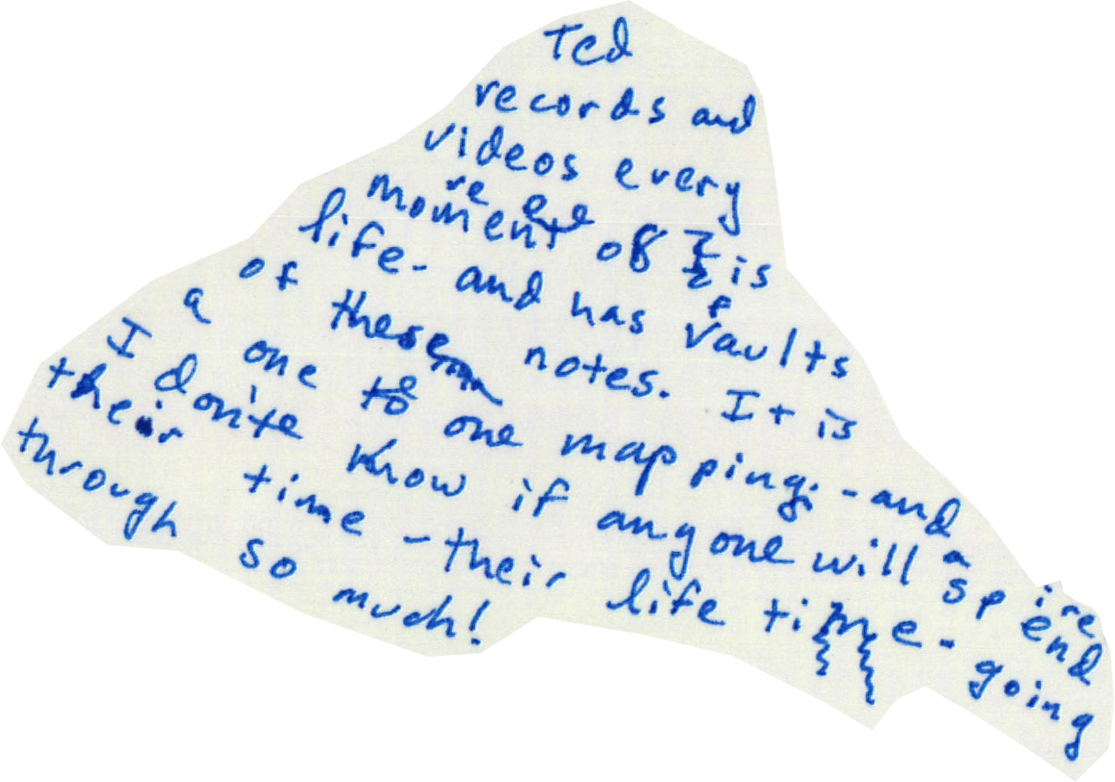 Ted
records and
videos every
moment of is
life - and has vaults
of these notes. It is
a one to one mapping - and
I don't know if anyone will spend
their time - their life time - going
through so much!